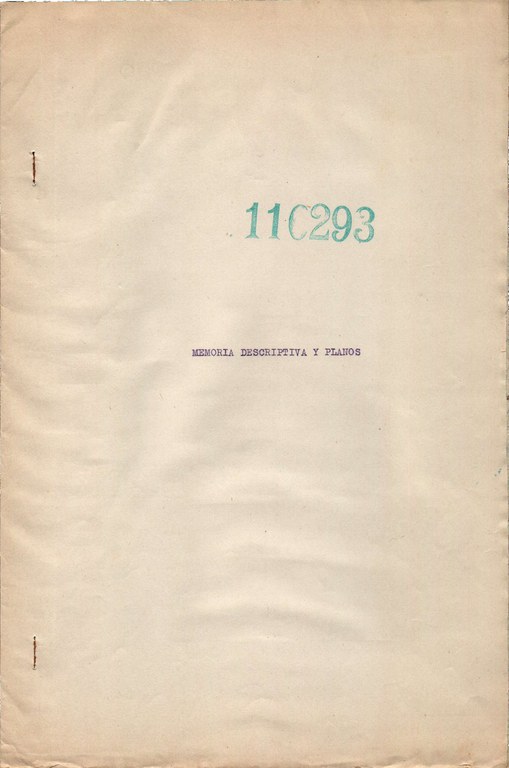 110293
MEMORIA DESCRIPTIVA Y PLANOS